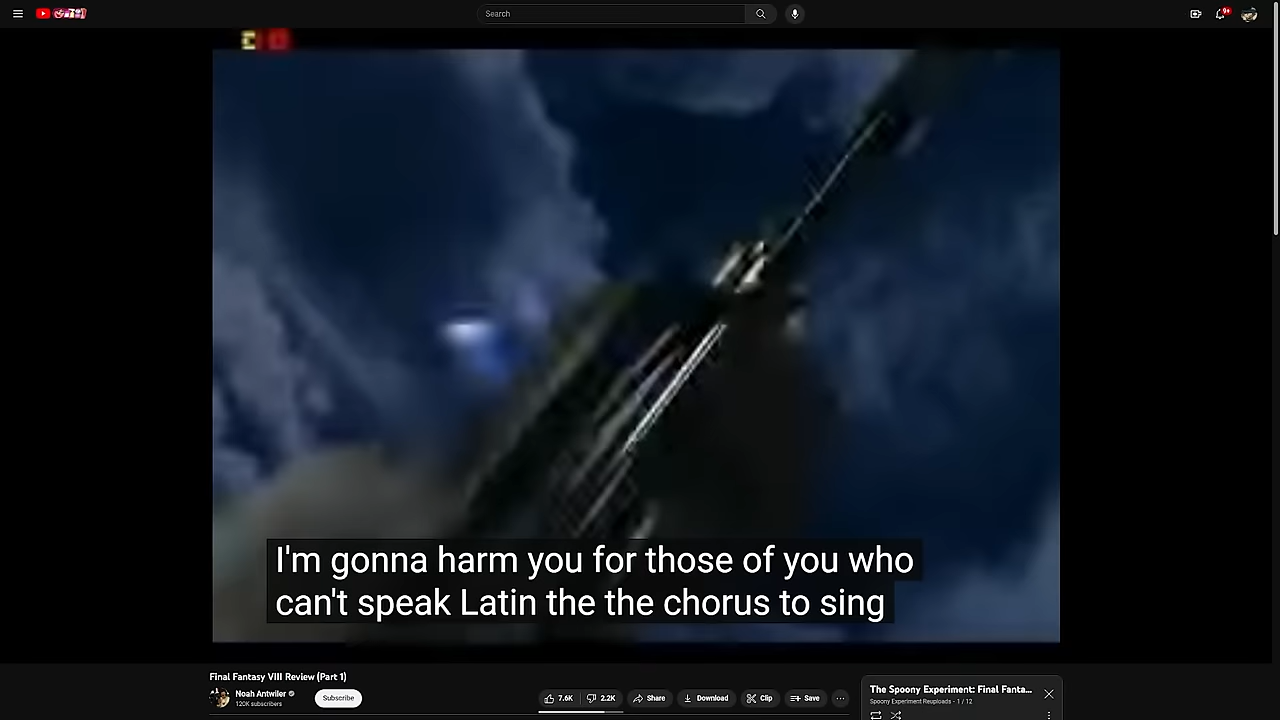 Search
9+
I'm gonna harm you for those of you who
can't speak Latin the the chorus to sing
Final Fantasy VIII Review (Part 1)
Noah Antwiler
120K subscribers
Subscribe
7.6K
2.2K
Share
Download
Clip
Save
The Spoony Experiment: Final Fanta...
Spoony Experiment Reuploads - 1 / 12